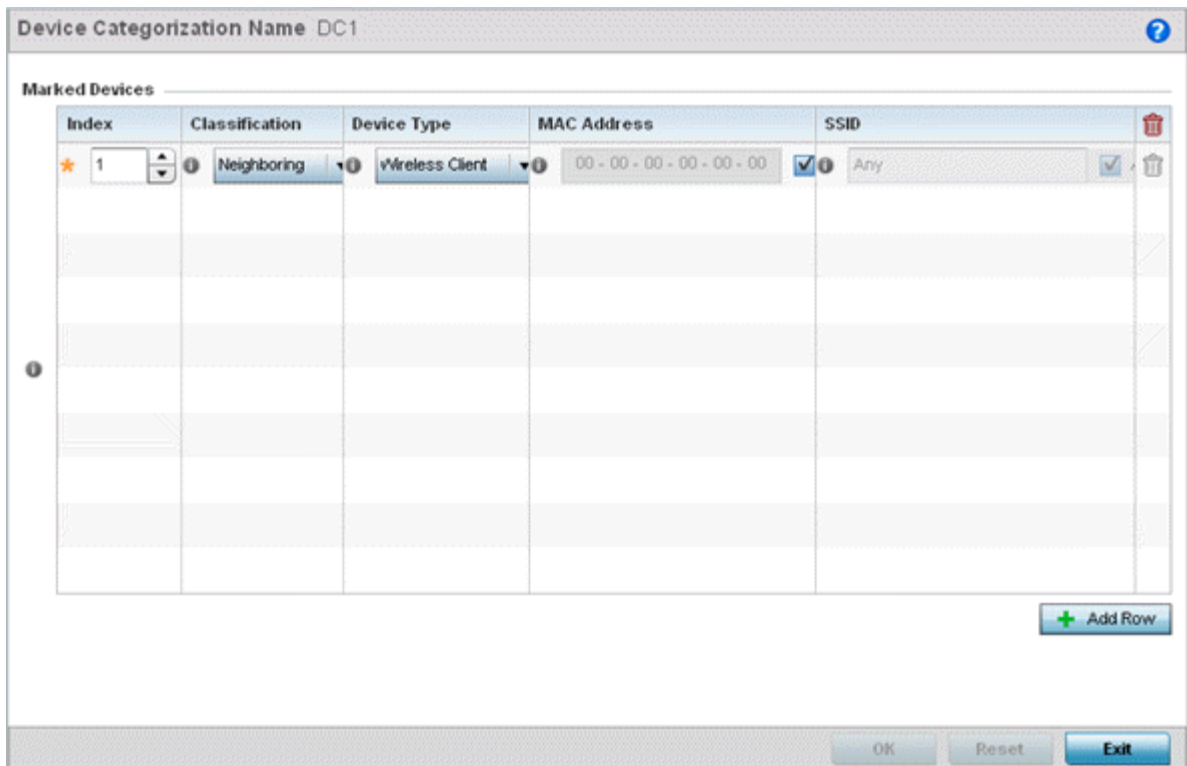 Device Categorization Name DC1
Marked Devices
Index Classification Device Type MAC Address SSID
1 Neighboring Wireless Client 00 - 00 - 00 - 00 - 00 - 00 Any
Add Row
OK Reset Exit